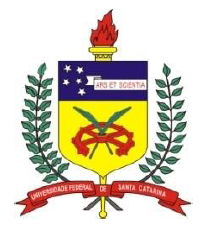 ARS ET SCIENTIA
UNIVERSIDADE FEDERAL DE SANTA CATARINA